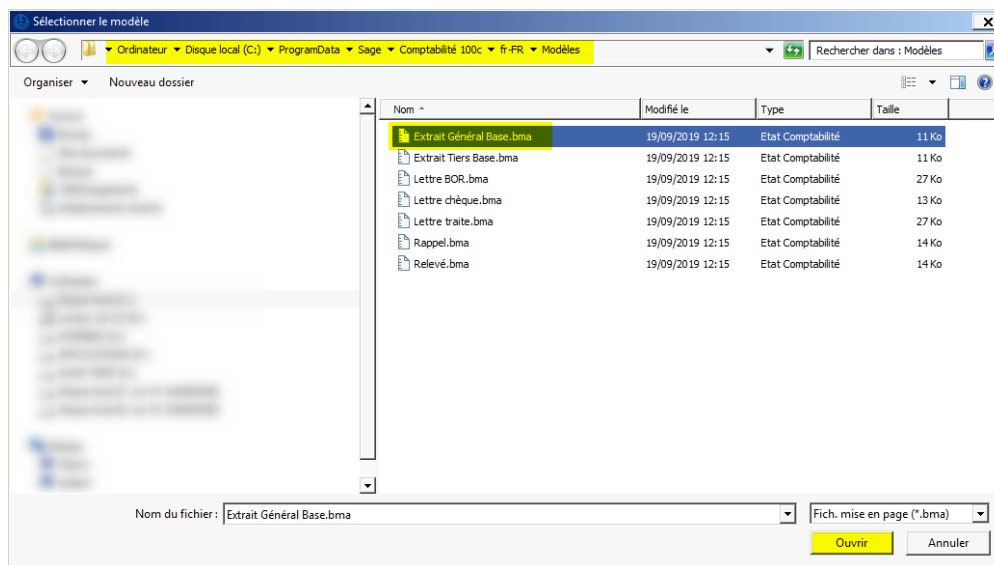 Sélectionner le modèle
Ordinateur Disque local (C:) ProgramData Sage Comptabilité 100c fr-FR Modèles Rechercher dans : Modèles
Organiser Nouveau dossier
Nom Modifié le Type Taille
Extrait Général Base.bma 19/09/2019 12:15 Etat Comptabilité 11 Ko
Extrait Tiers Base.bma 19/09/2019 12:15 Etat Comptabilité 11 Ko
Lettre BOR.bma 19/09/2019 12:15 Etat Comptabilité 27 Ko
Lettre chèque.bma 19/09/2019 12:15 Etat Comptabilité 13 Ko
Lettre traite.bma 19/09/2019 12:15 Etat Comptabilité 27 Ko
Rappel.bma 19/09/2019 12:15 Etat Comptabilité 14 Ko
Relevé.bma 19/09/2019 12:15 Etat Comptabilité 14 Ko
Nom du fichier : Extrait Général Base.bma Fich. mise en page (*.bma)
Ouvrir Annuler